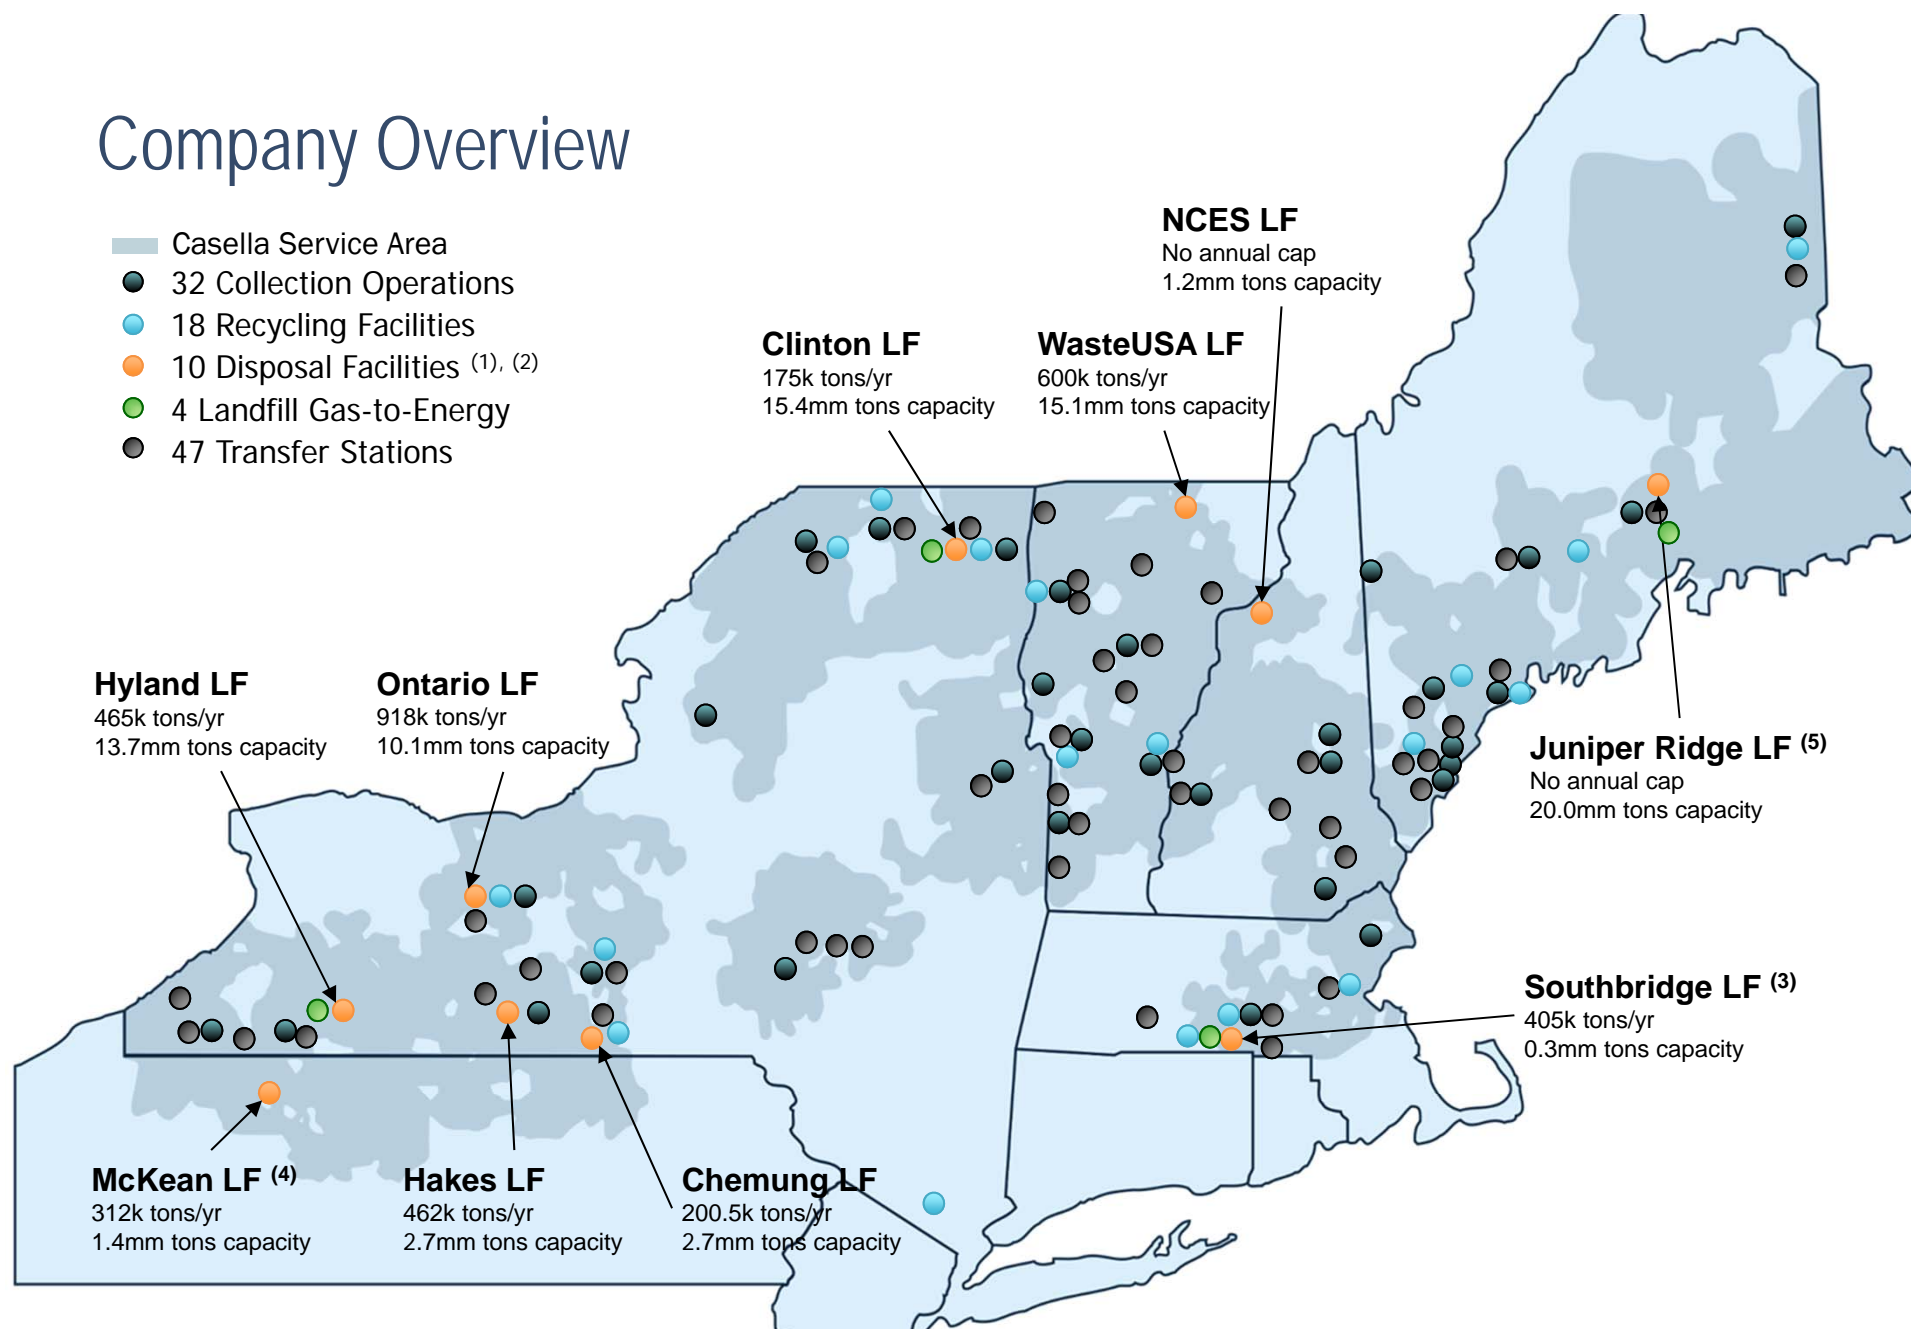 Company Overview
Casella Service Area
32 Collection Operations
18 Recycling Facilities
10 Disposal Facilities (1), (2)
4 Landfill Gas-to-Energy
47 Transfer Stations
NCES LF
No annual cap
1.2mm tons capacity
Clinton LF
175k tons/yr
15.4mm tons capacity
WasteUSA LF
600k tons/yr
15.1mm tons capacity
Hyland LF
465k tons/yr
13.7mm tons capacity
Ontario LF
918k tons/yr
10.1mm tons capacity
Juniper Ridge LF (5)
No annual cap
20.0mm tons capacity
Southbridge LF (3)
405k tons/yr
0.3mm tons capacity
McKean LF (4)
312k tons/yr
1.4mm tons capacity
Hakes LF
462k tons/yr
2.7mm tons capacity
Chemung LF
200.5k tons/yr
2.7mm tons capacity